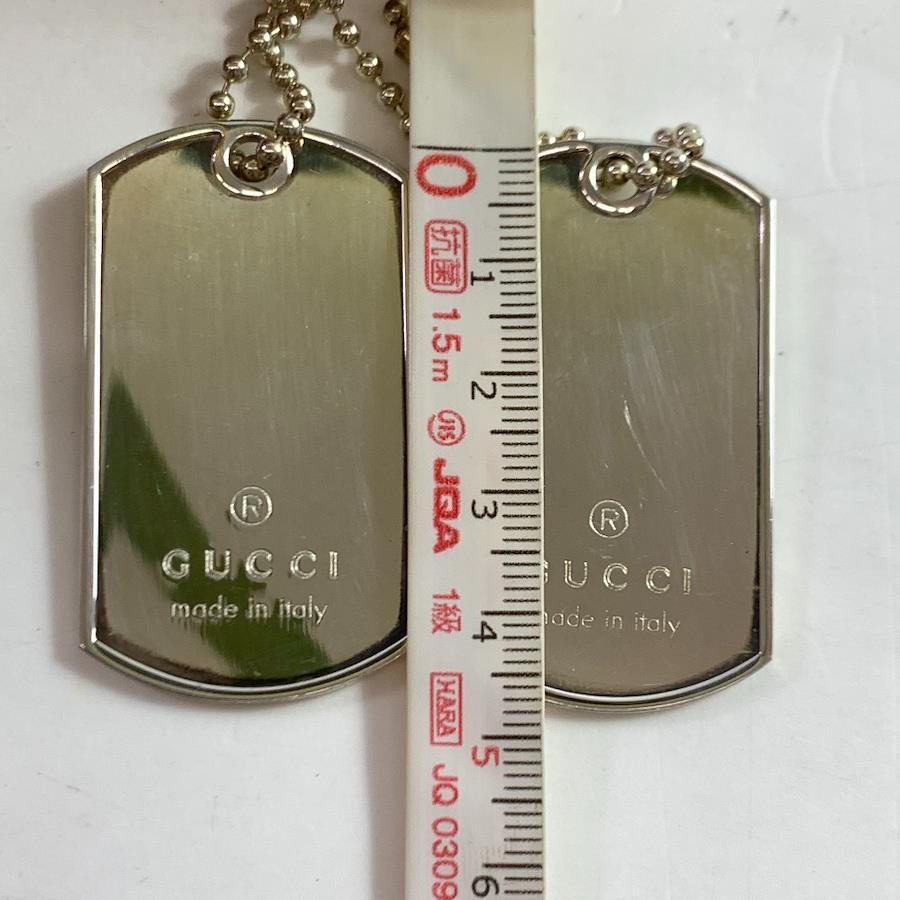 ®
GUCCI
made in italy
0
抗菌
1.5m
JIS
JQA
1級
HARA
JQ 0309
1
2
3
4
5
6
®
GUCCI
made in italy